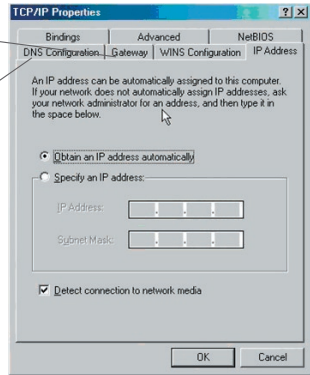 TCP/IP Properties
Bindings Advanced NetBIOS
DNS Configuration Gateway WINS Configuration IP Address
An IP address can be automatically assigned to this computer.
If your network does not automatically assign IP addresses, ask
your network administrator for an address, and then type it in
the space below.
Obtain an IP address automatically
Specify an IP address:
IP Address:
Subnet Mask:
Detect connection to network media
OK Cancel